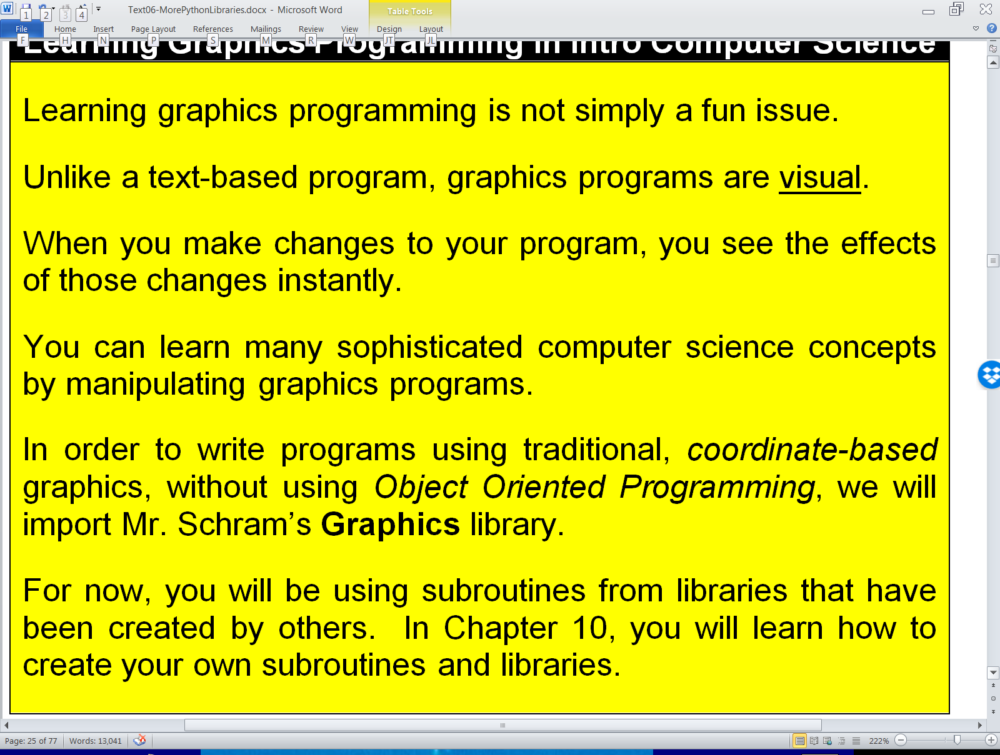 1 2 3 4
Text06-MorePythonLibraries.docx - Microsoft Word
Table Tools
File Home Insert Page Layout References Mailings Review View Design Layout
F H N P S M R W JT JL
Learning Graphics Programming in Intro Computer Science
Learning graphics programming is not simply a fun issue.
Unlike a text-based program, graphics programs are visual.
When you make changes to your program, you see the effects
of those changes instantly.
You can learn many sophisticated computer science concepts
by manipulating graphics programs.
In order to write programs using traditional, coordinate-based
graphics, without using Object Oriented Programming, we will
import Mr. Schram’s Graphics library.
For now, you will be using subroutines from libraries that have
been created by others.  In Chapter 10, you will learn how to
create your own subroutines and libraries.
Page: 25 of 77 Words: 13,041 222%